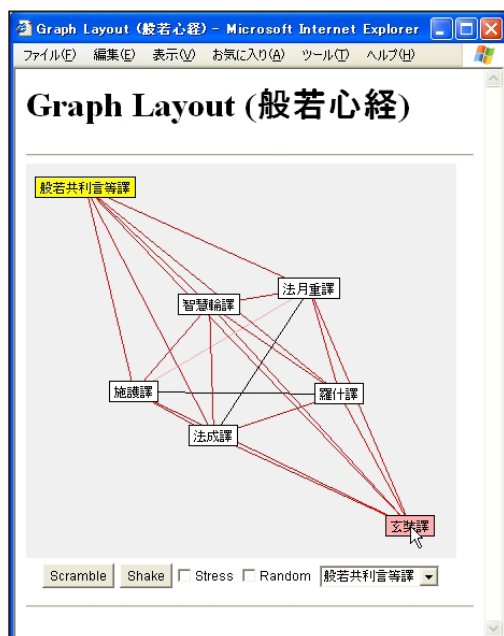 Graph Layout (般若心経) - Microsoft Internet Explorer
ファイル(F) 編集(E) 表示(V) お気に入り(A) ツール(T) ヘルプ(H)
Graph Layout (般若心経)
般若共利言等譯
法月重譯
智慧輪譯
施護譯
羅什譯
法成譯
玄奘譯
Scramble Shake Stress Random 般若共利言等譯